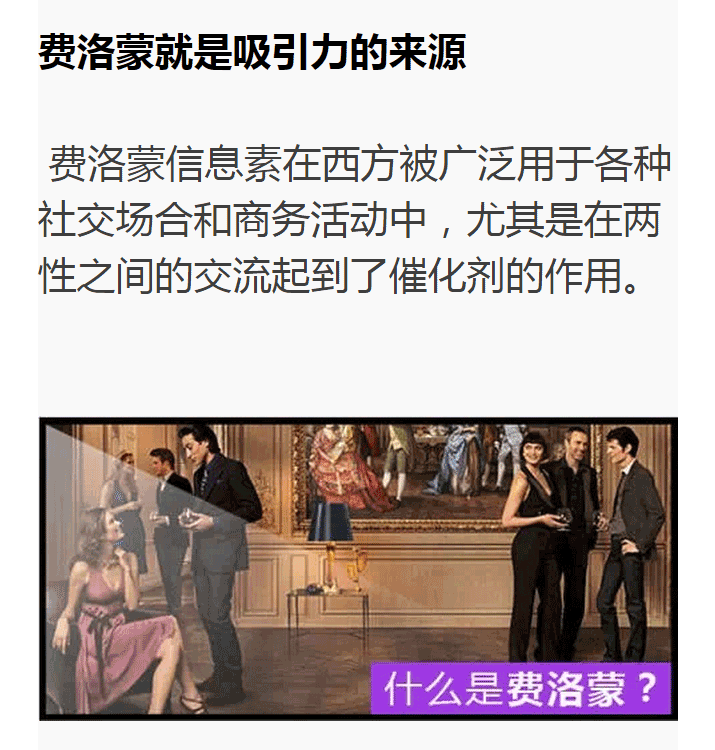 费洛蒙就是吸引力的来源
费洛蒙信息素在西方被广泛用于各种
社交场合和商务活动中，尤其是在两
性之间的交流起到了催化剂的作用。
什么是费洛蒙？